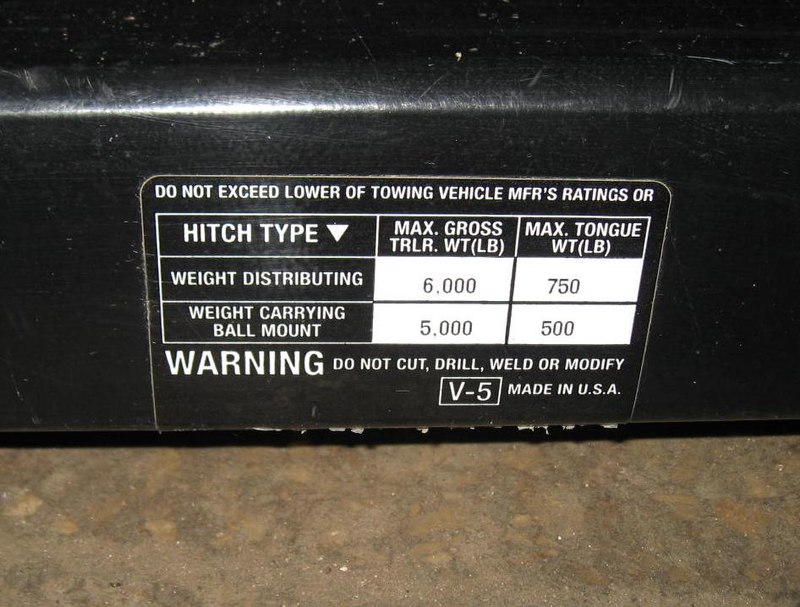 DO NOT EXCEED LOWER OF TOWING VEHICLE MFR'S RATINGS OR
HITCH TYPE ▼ MAX. GROSS TRLR. WT(LB) MAX. TONGUE WT(LB)
WEIGHT DISTRIBUTING 6,000 750
WEIGHT CARRYING BALL MOUNT 5,000 500
WARNING DO NOT CUT, DRILL, WELD OR MODIFY
V-5 MADE IN U.S.A.